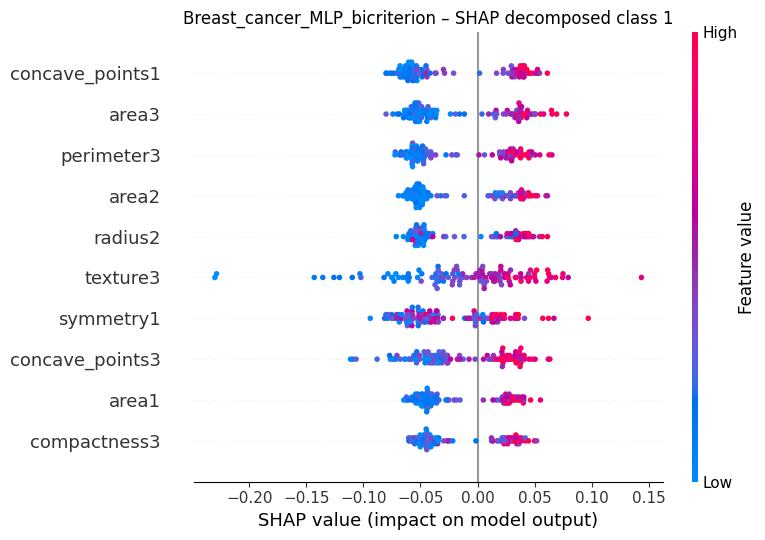 Breast_cancer_MLP_bicriterion – SHAP decomposed class 1
High
concave_points1
area3
perimeter3
area2
radius2
texture3
symmetry1
concave_points3
area1
compactness3
Feature value
Low
−0.20 −0.15 −0.10 −0.05 0.00 0.05 0.10 0.15
SHAP value (impact on model output)